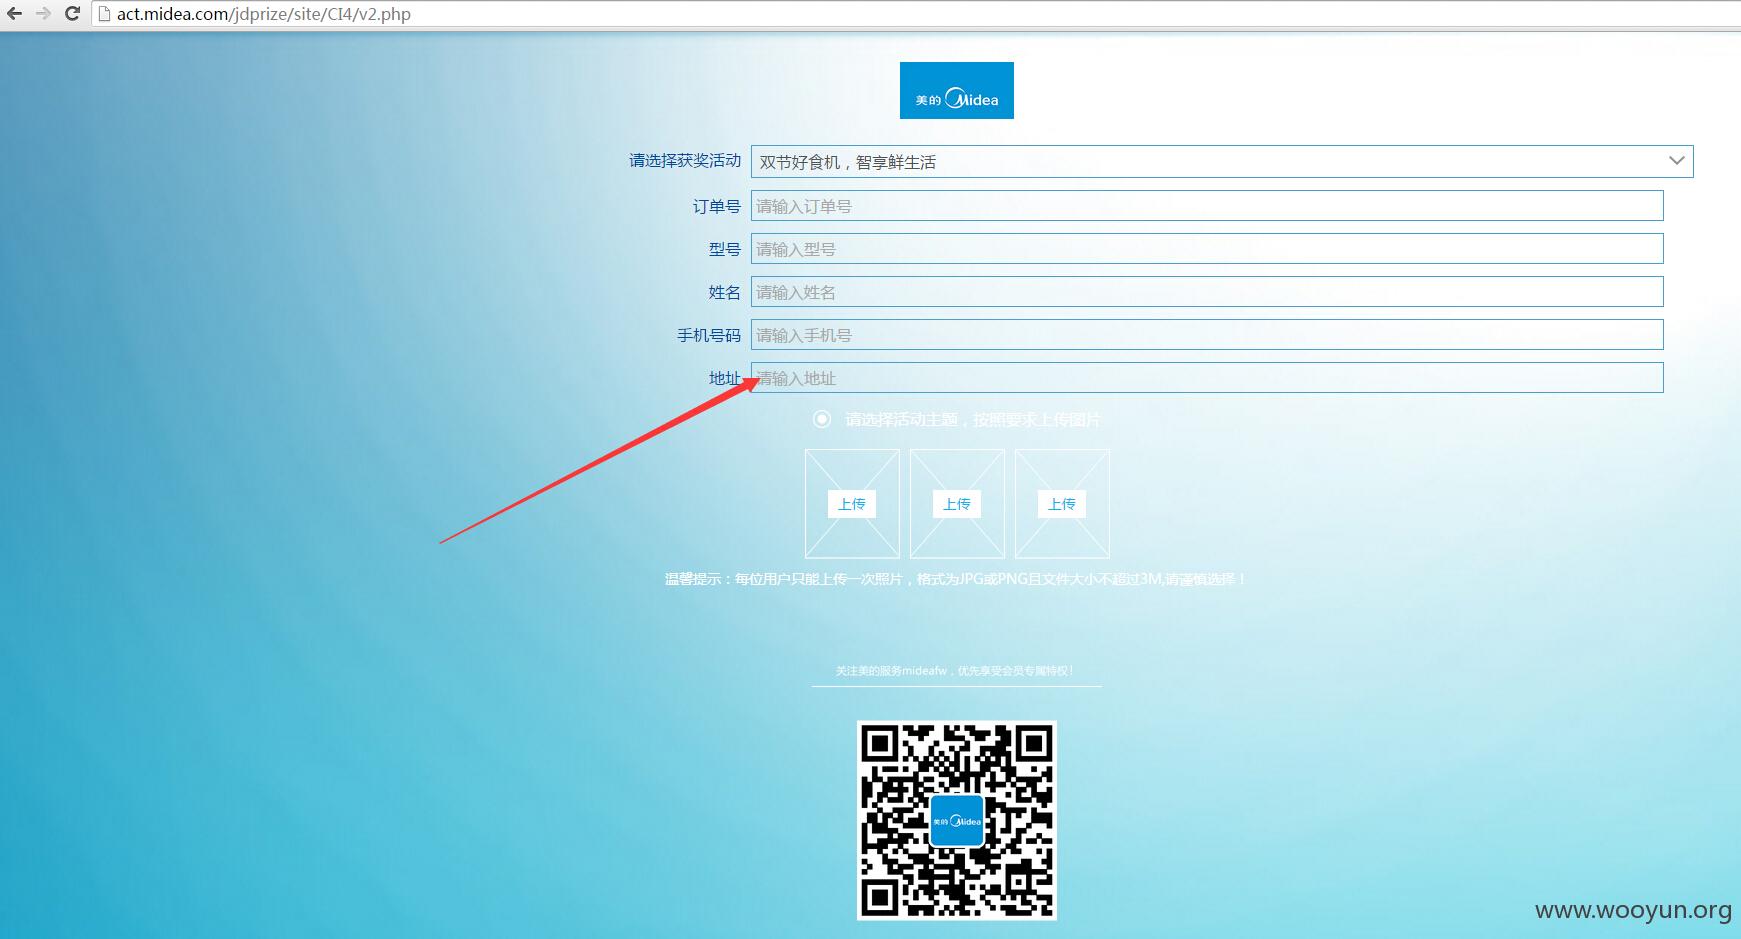 act.midea.com/jdprize/site/CI4/v2.php
美的 Midea
请选择获奖活动 双节好食机，智享鲜生活
订单号 请输入订单号
型号 请输入型号
姓名 请输入姓名
手机号码 请输入手机号
地址 请输入地址
请选择活动主题，按照要求上传图片
上传 上传 上传
温馨提示：每位用户只能上传一次照片，格式为JPG或PNG且文件大小不超过3M,请谨慎选择！
关注美的服务mideafw，优先享受会员专属特权！
美的 Midea
www.wooyun.org